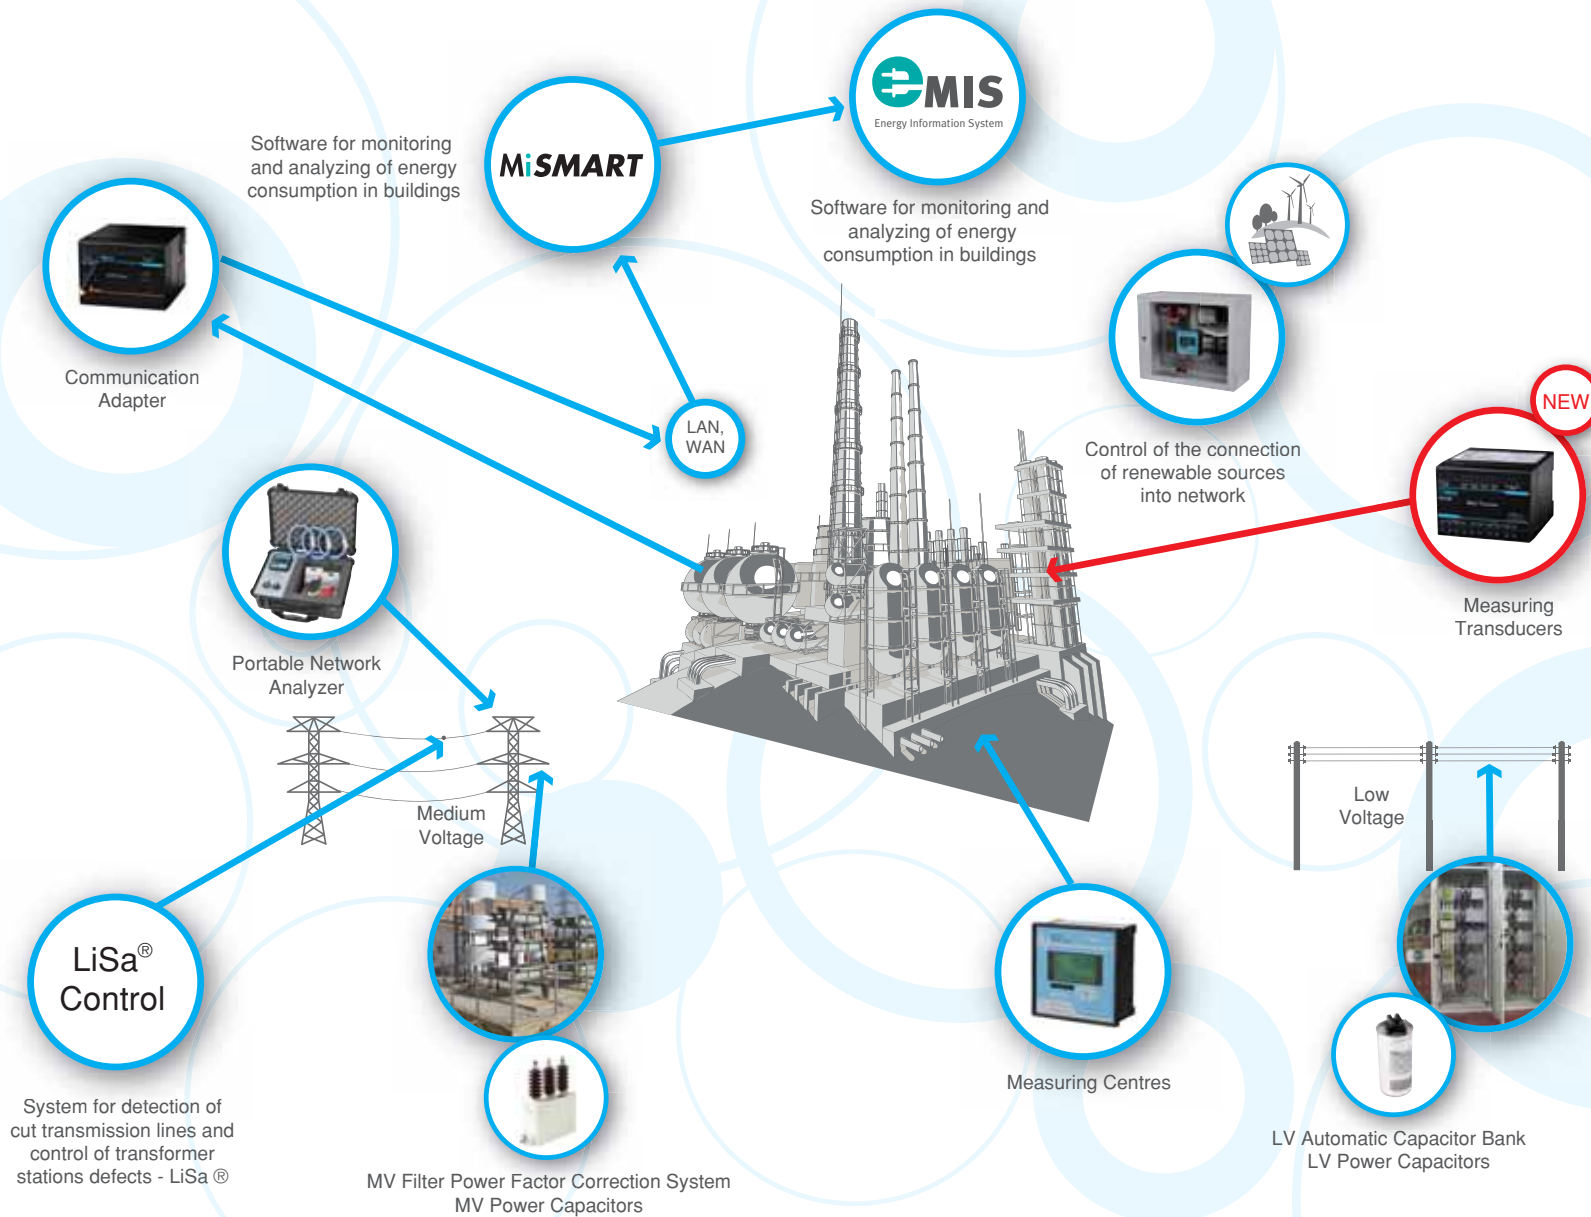 eMIS
Energy Information System
MiSMART
Software for monitoring
and analyzing of energy
consumption in buildings
Software for monitoring and
analyzing of energy
consumption in buildings
Communication
Adapter
LAN,
WAN
Control of the connection
of renewable sources
into network
NEW
Measuring
Transducers
Portable Network
Analyzer
Medium
Voltage
Low
Voltage
LiSa®
Control
System for detection of
cut transmission lines and
control of transformer
stations defects - LiSa ®
MV Filter Power Factor Correction System
MV Power Capacitors
Measuring Centres
LV Automatic Capacitor Bank
LV Power Capacitors